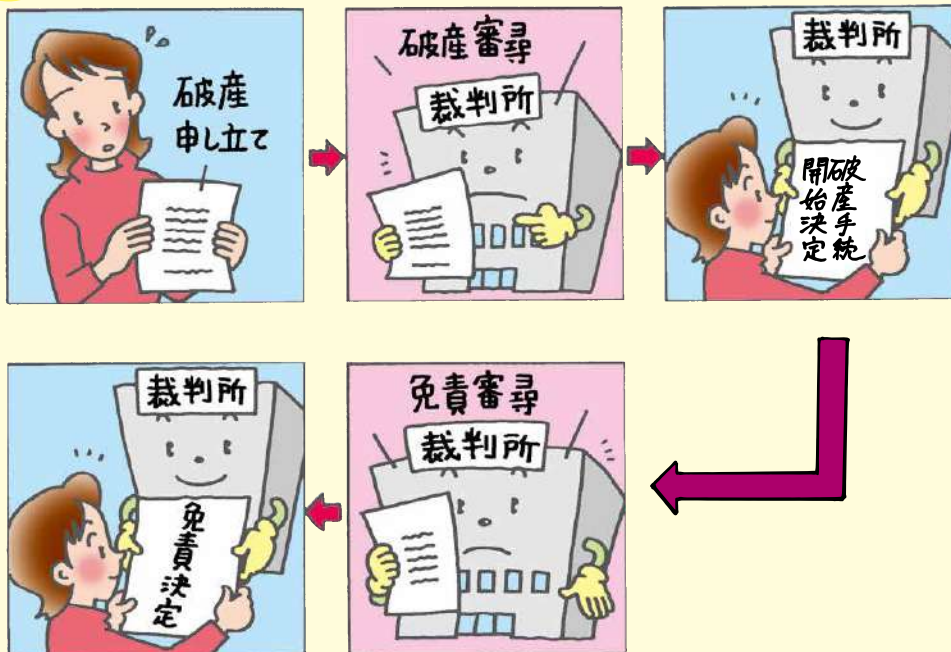 破産
申し立て
破産審尋
裁判所
裁判所
破産手続
開始決定
免責審尋
裁判所
裁判所
免責決定